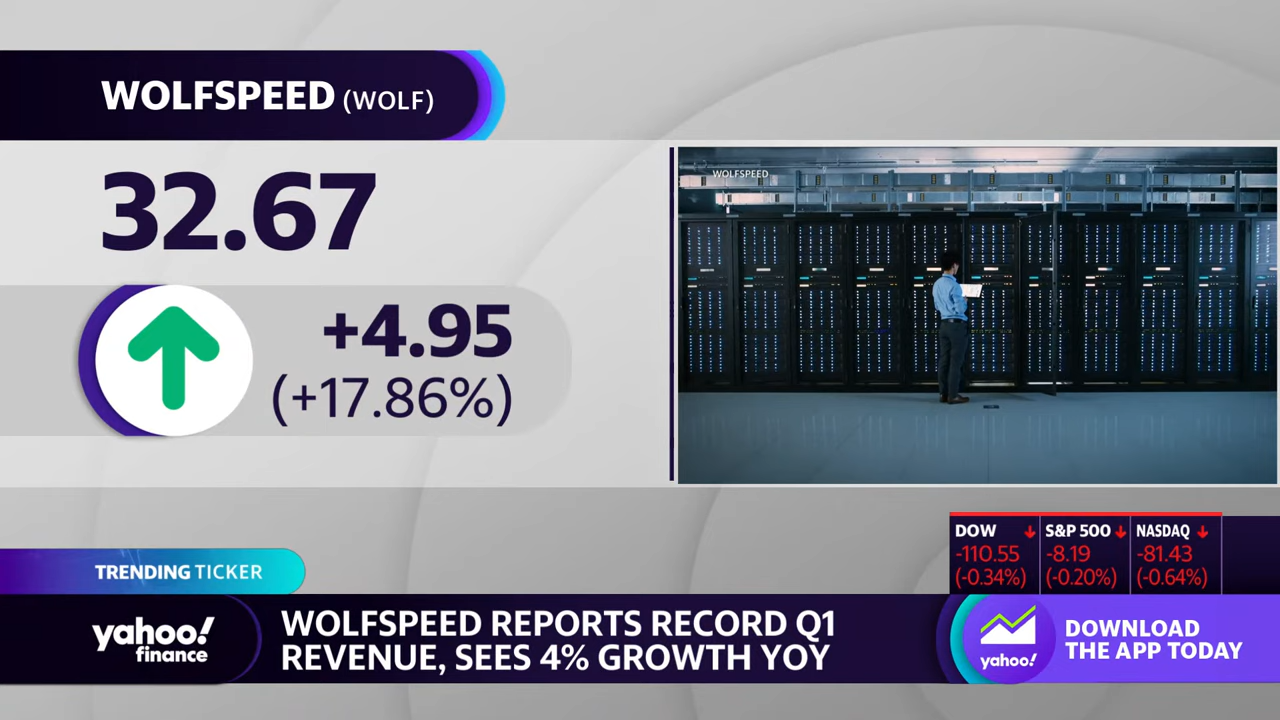 WOLFSPEED (WOLF)
32.67
+4.95
(+17.86%)
WOLFSPEED
DOW
-110.55
(-0.34%)
S&P 500
-8.19
(-0.20%)
NASDAQ
-81.43
(-0.64%)
TRENDING TICKER
yahoo!
finance
WOLFSPEED REPORTS RECORD Q1
REVENUE, SEES 4% GROWTH YOY
yahoo!
DOWNLOAD
THE APP TODAY